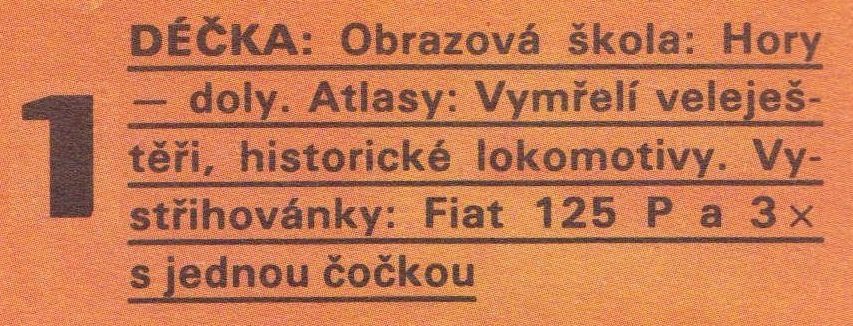 1
DÉČKA: Obrazová škola: Hory
— doly. Atlasy: Vymřelí veleješ-
těři, historické lokomotivy. Vy-
střihovánky: Fiat 125 P a 3×
s jednou čočkou